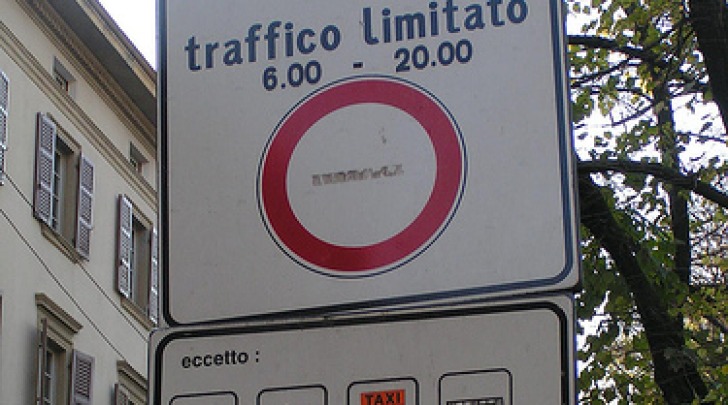 traffico limitato
6.00 - 20.00
eccetto :
TAXI